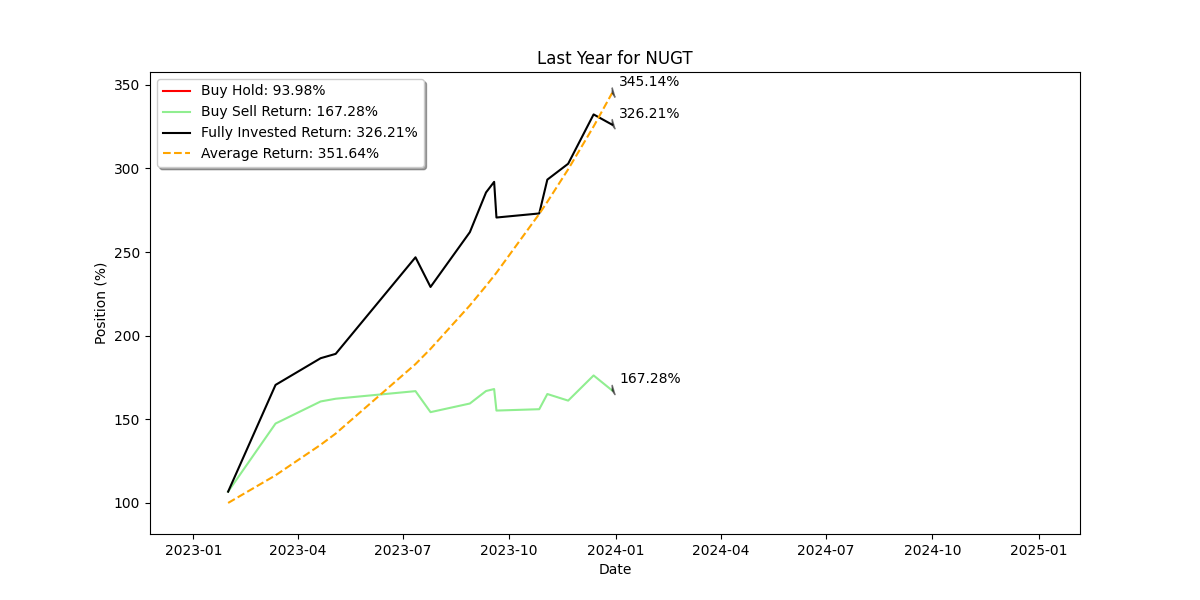 Last Year for NUGT
Buy Hold: 93.98%
Buy Sell Return: 167.28%
Fully Invested Return: 326.21%
Average Return: 351.64%
345.14%
326.21%
167.28%
Position (%)
350
300
250
200
150
100
2023-01 2023-04 2023-07 2023-10 2024-01 2024-04 2024-07 2024-10 2025-01
Date